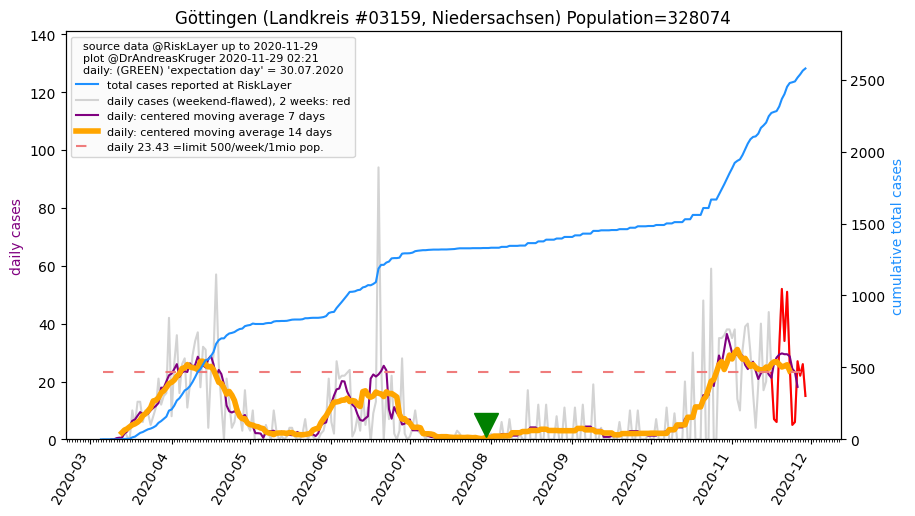 Göttingen (Landkreis #03159, Niedersachsen) Population=328074
source data @RiskLayer up to 2020-11-29
plot @DrAndreasKruger 2020-11-29 02:21
daily: (GREEN) 'expectation day' = 30.07.2020
total cases reported at RiskLayer
daily cases (weekend-flawed), 2 weeks: red
daily: centered moving average 7 days
daily: centered moving average 14 days
daily 23.43 =limit 500/week/1mio pop.
daily cases
140
120
100
80
60
40
20
0
cumulative total cases
2500
2000
1500
1000
500
0
2020-03
2020-04
2020-05
2020-06
2020-07
2020-08
2020-09
2020-10
2020-11
2020-12